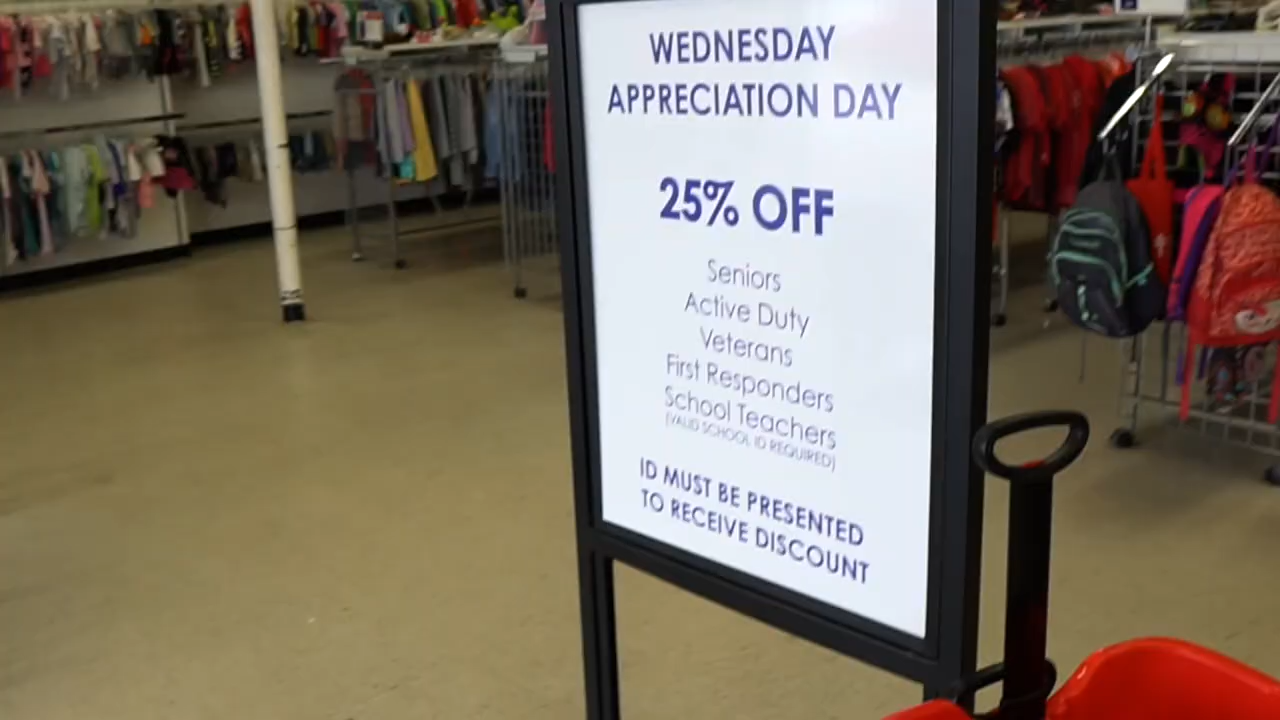 WEDNESDAY
APPRECIATION DAY
25% OFF
Seniors
Active Duty
Veterans
First Responders
School Teachers
(VALID SCHOOL ID REQUIRED)
ID MUST BE PRESENTED
TO RECEIVE DISCOUNT